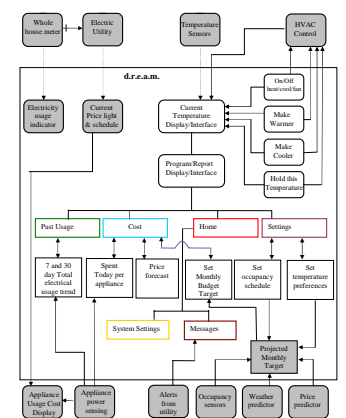 Whole
house meter
Electric
Utility
Temperature
Sensors
HVAC
Control
d.r.e.a.m.
On/Off
heat/cool/fan
Electricity
usage
indicator
Current
Price light
& schedule
Current
Temperature
Display/Interface
Make
Warmer
Make
Cooler
Program/Report
Display/Interface
Hold this
Temperature
Past Usage
Cost
Home
Settings
7 and 30
day Total
electrical
usage trend
Spent
Today per
appliance
Price
forecast
Set
Monthly
Budget
Target
Set
occupancy
schedule
Set
temperature
preferences
System Settings
Messages
Projected
Monthly
Target
Appliance
Usage Cost
Display
Appliance
power
sensing
Alerts
from
utility
Occupancy
sensors
Weather
predictor
Price
predictor